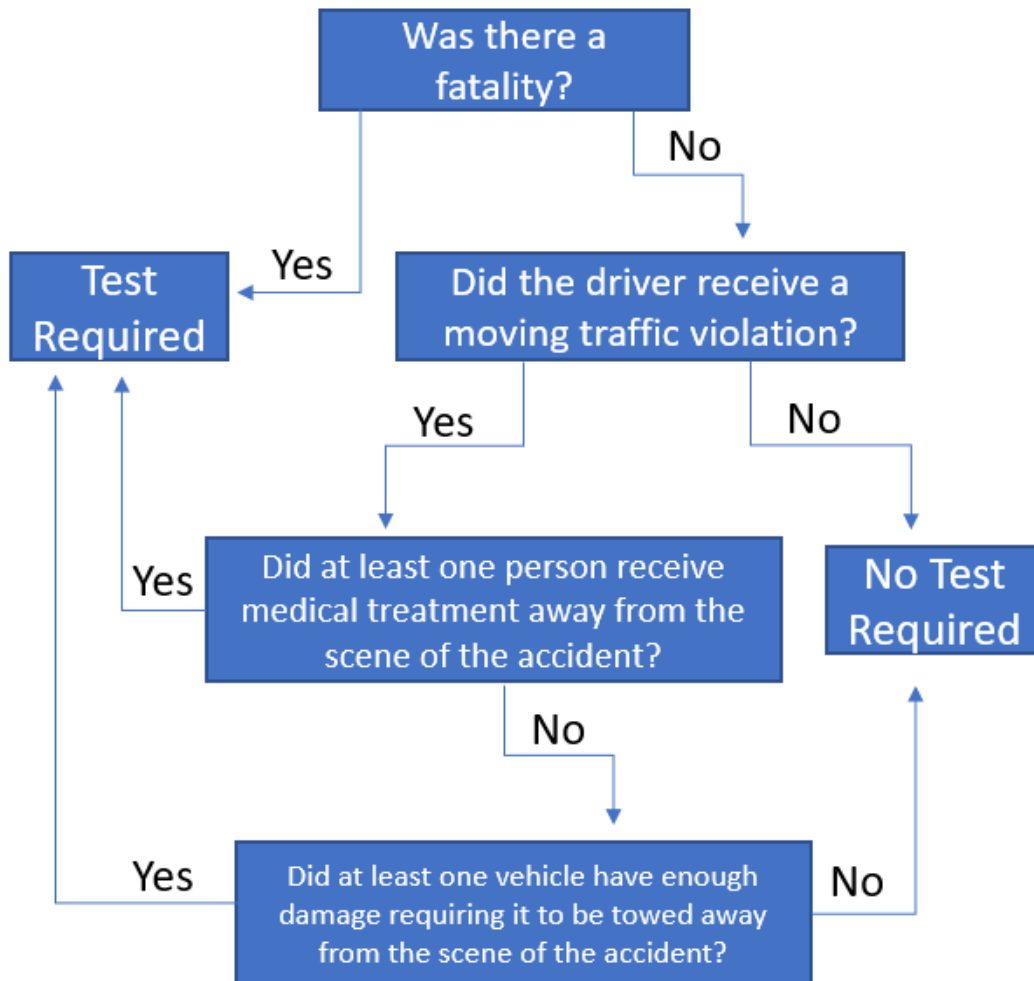 Was there a
fatality?
No
Yes
Test
Required
Did the driver receive a
moving traffic violation?
Yes
No
Did at least one person receive
medical treatment away from the
scene of the accident?
Yes
No Test
Required
No
Did at least one vehicle have enough
damage requiring it to be towed away
from the scene of the accident?
Yes
No